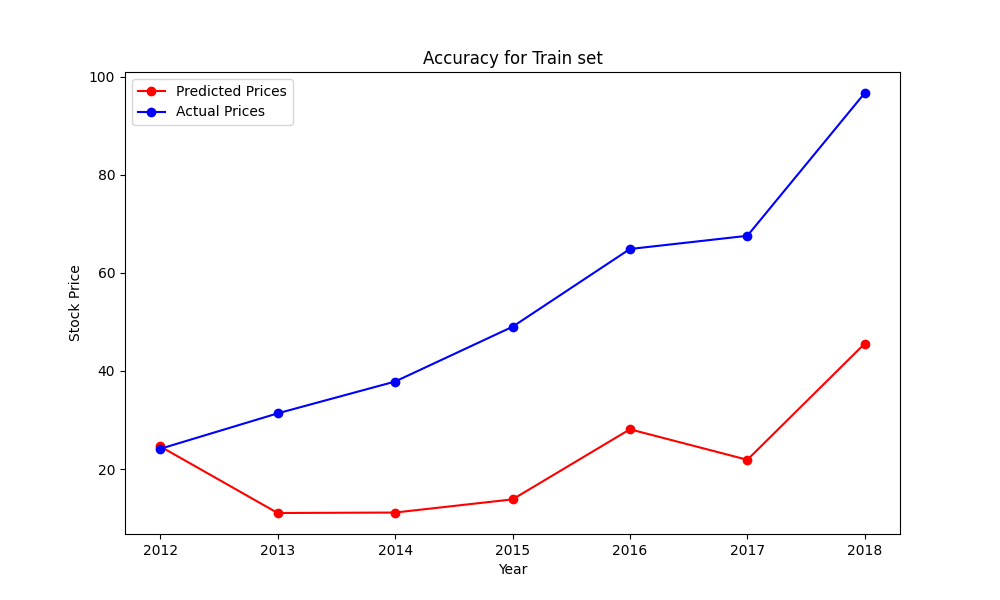 Accuracy for Train set
Predicted Prices
Actual Prices
100
80
60
40
20
Stock Price
2012 2013 2014 2015 2016 2017 2018
Year